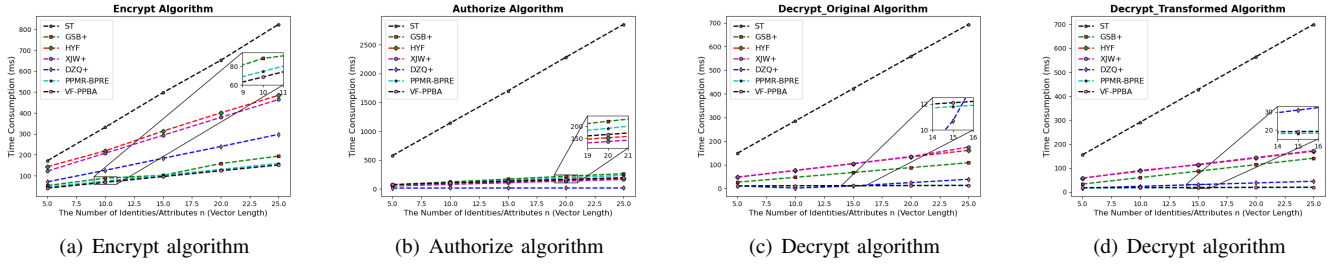 Encrypt Algorithm
Time Consumption (ms)
800
700
600
500
400
300
200
100
ST
GSB+
HYF
XJW+
DZQ+
PPMR-BPRE
VF-PPBA
80
60
9 10 11
5.0 7.5 10.0 12.5 15.0 17.5 20.0 22.5 25.0
The Number of Identities/Attributes n (Vector Length)
(a) Encrypt algorithm
Authorize Algorithm
Time Consumption (ms)
2500
2000
1500
1000
500
0
ST
GSB+
HYF
XJW+
DZQ+
PPMR-BPRE
VF-PPBA
200
150
19 20 21
5.0 7.5 10.0 12.5 15.0 17.5 20.0 22.5 25.0
The Number of Identities/Attributes n (Vector Length)
(b) Authorize algorithm
Decrypt_Original Algorithm
Time Consumption (ms)
700
600
500
400
300
200
100
0
ST
GSB+
HYF
XJW+
DZQ+
PPMR-BPRE
VF-PPBA
12
10
14 15 16
5.0 7.5 10.0 12.5 15.0 17.5 20.0 22.5 25.0
The Number of Identities/Attributes n (Vector Length)
(c) Decrypt algorithm
Decrypt_Transformed Algorithm
Time Consumption (ms)
700
600
500
400
300
200
100
0
ST
GSB+
HYF
XJW+
DZQ+
PPMR-BPRE
VF-PPBA
30
20
14 15 16
5.0 7.5 10.0 12.5 15.0 17.5 20.0 22.5 25.0
The Number of Identities/Attributes n (Vector Length)
(d) Decrypt algorithm